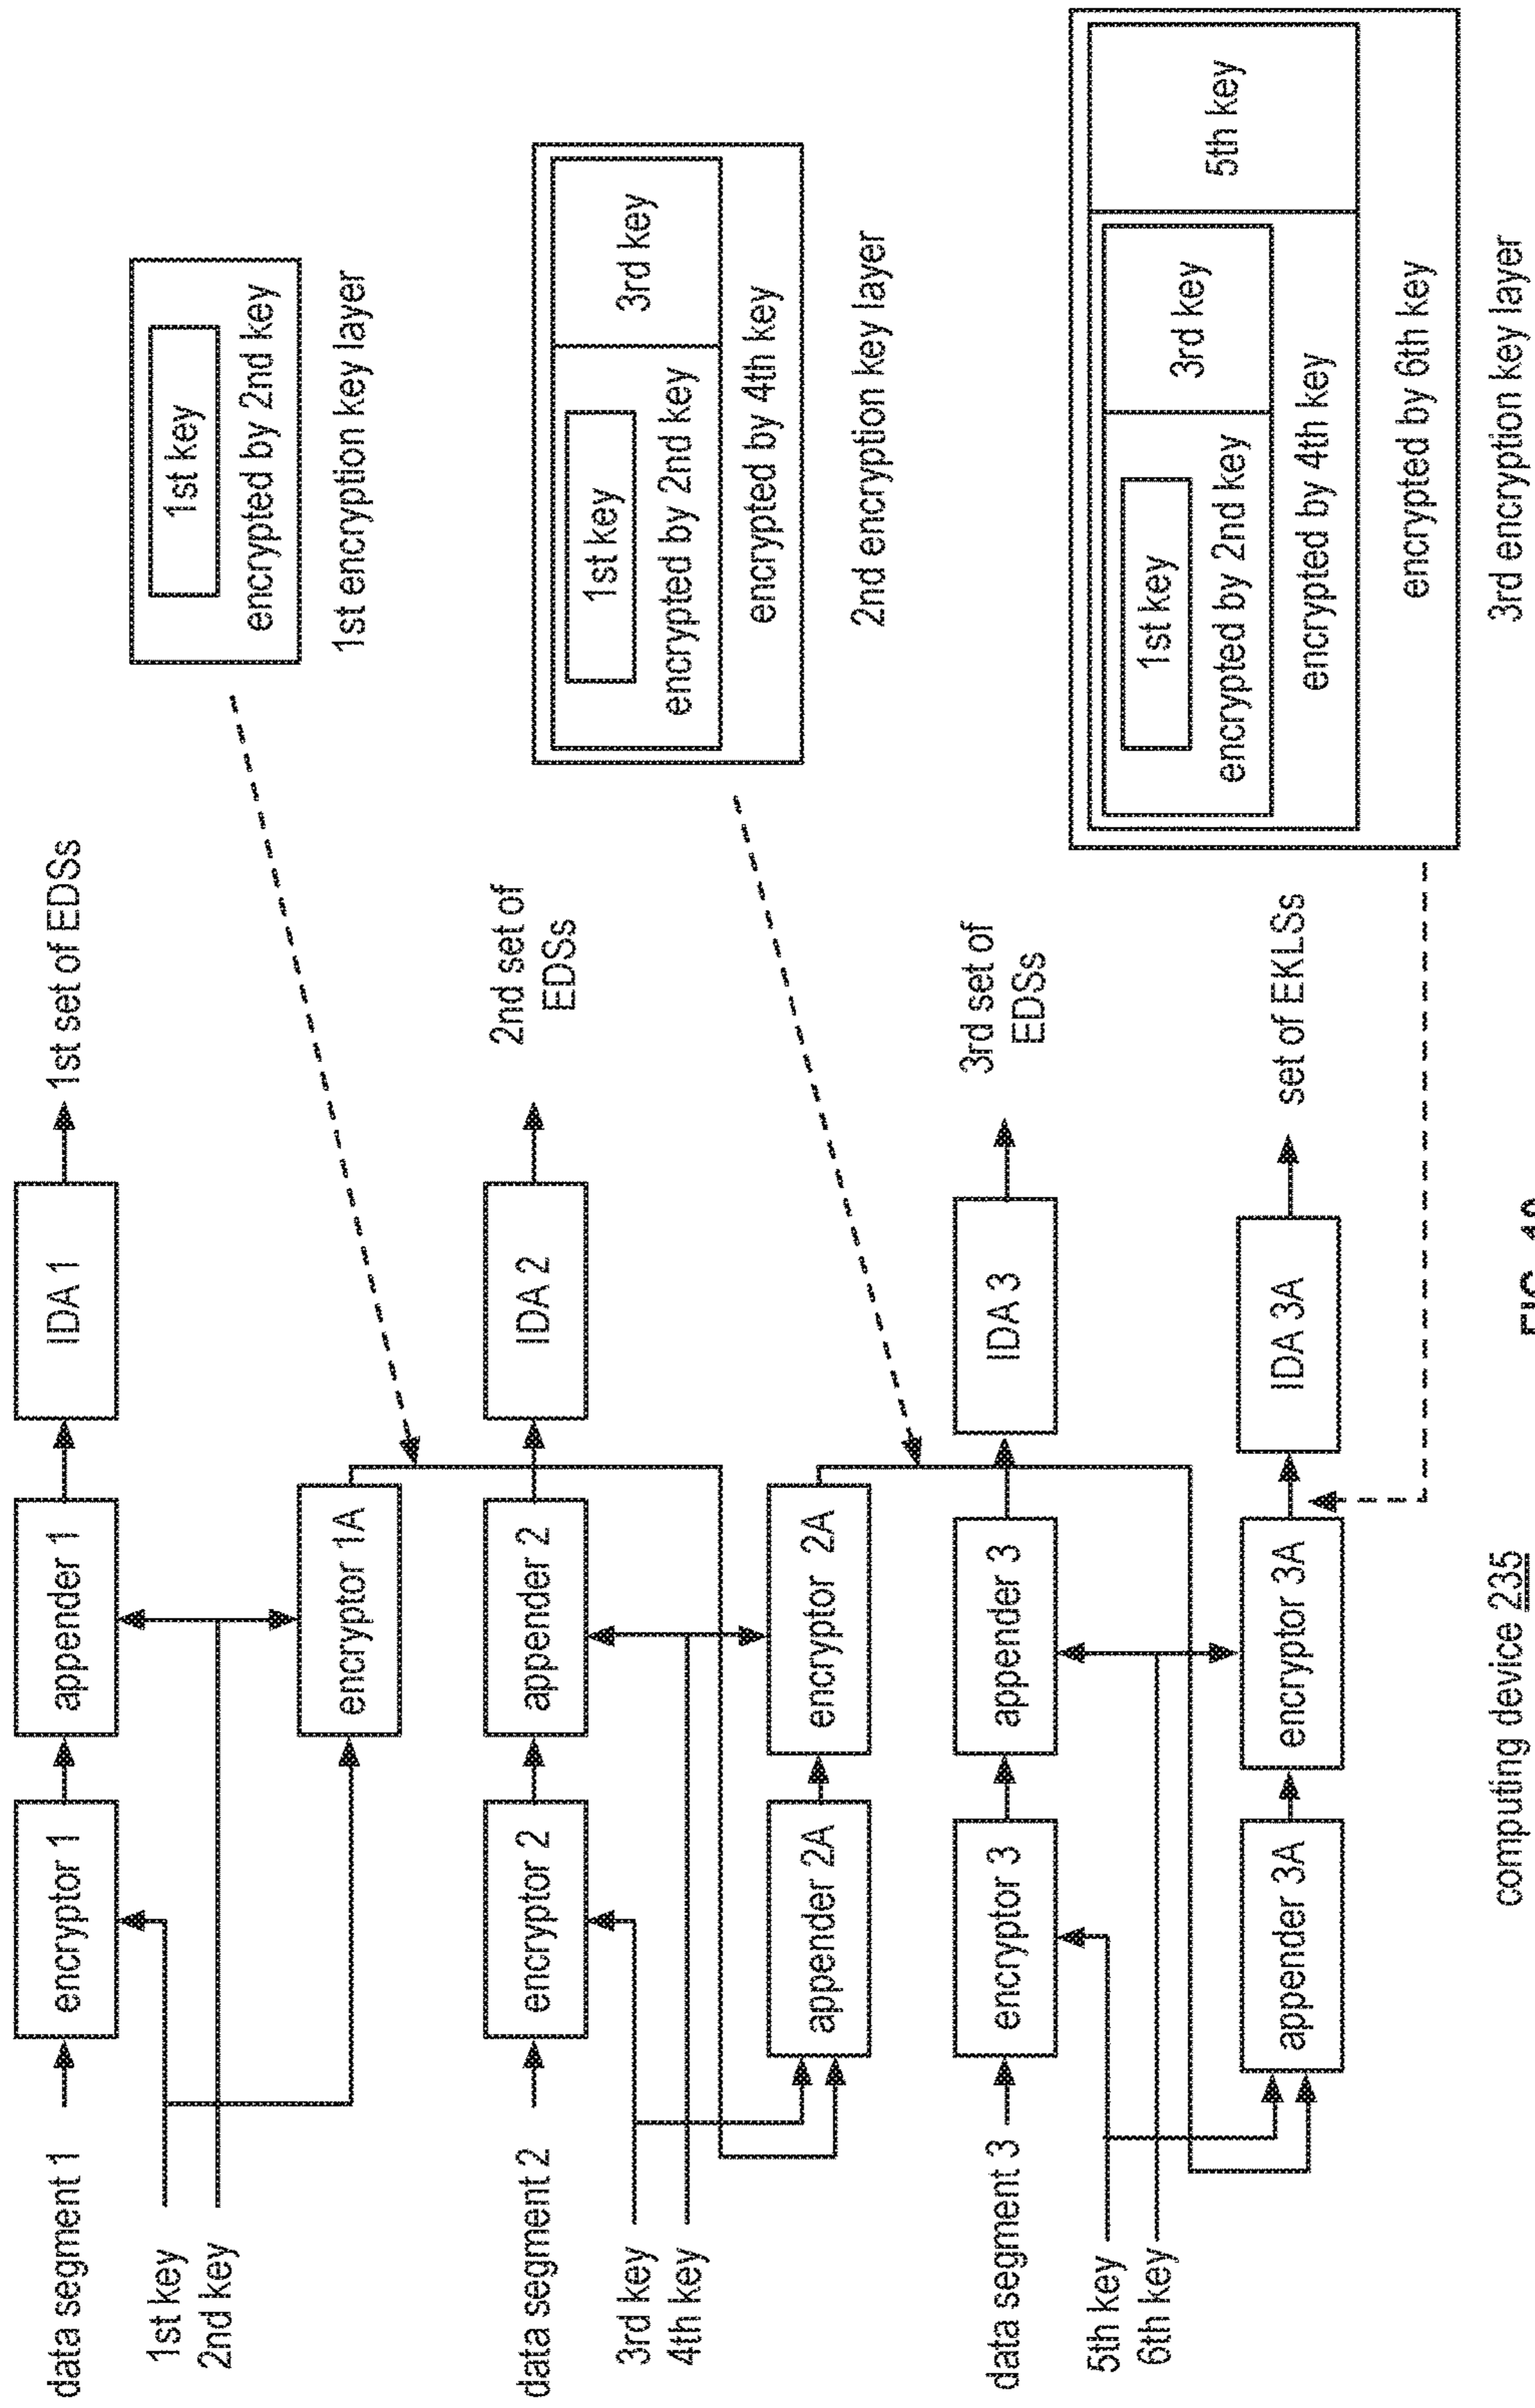 data segment 1
encryptor 1
appender 1
IDA 1
1st set of EDSs
1st key
2nd key
encryptor 1A
1st key
encrypted by 2nd key
1st encryption key layer
data segment 2
encryptor 2
appender 2
IDA 2
2nd set of
EDSs
3rd key
4th key
appender 2A
encryptor 2A
1st key
encrypted by 2nd key
3rd key
encrypted by 4th key
2nd encryption key layer
data segment 3
encryptor 3
appender 3
IDA 3
3rd set of
EDSs
5th key
6th key
appender 3A
encryptor 3A
IDA 3A
set of EKLSs
1st key
encrypted by 2nd key
3rd key
encrypted by 4th key
5th key
encrypted by 6th key
3rd encryption key layer
computing device 235